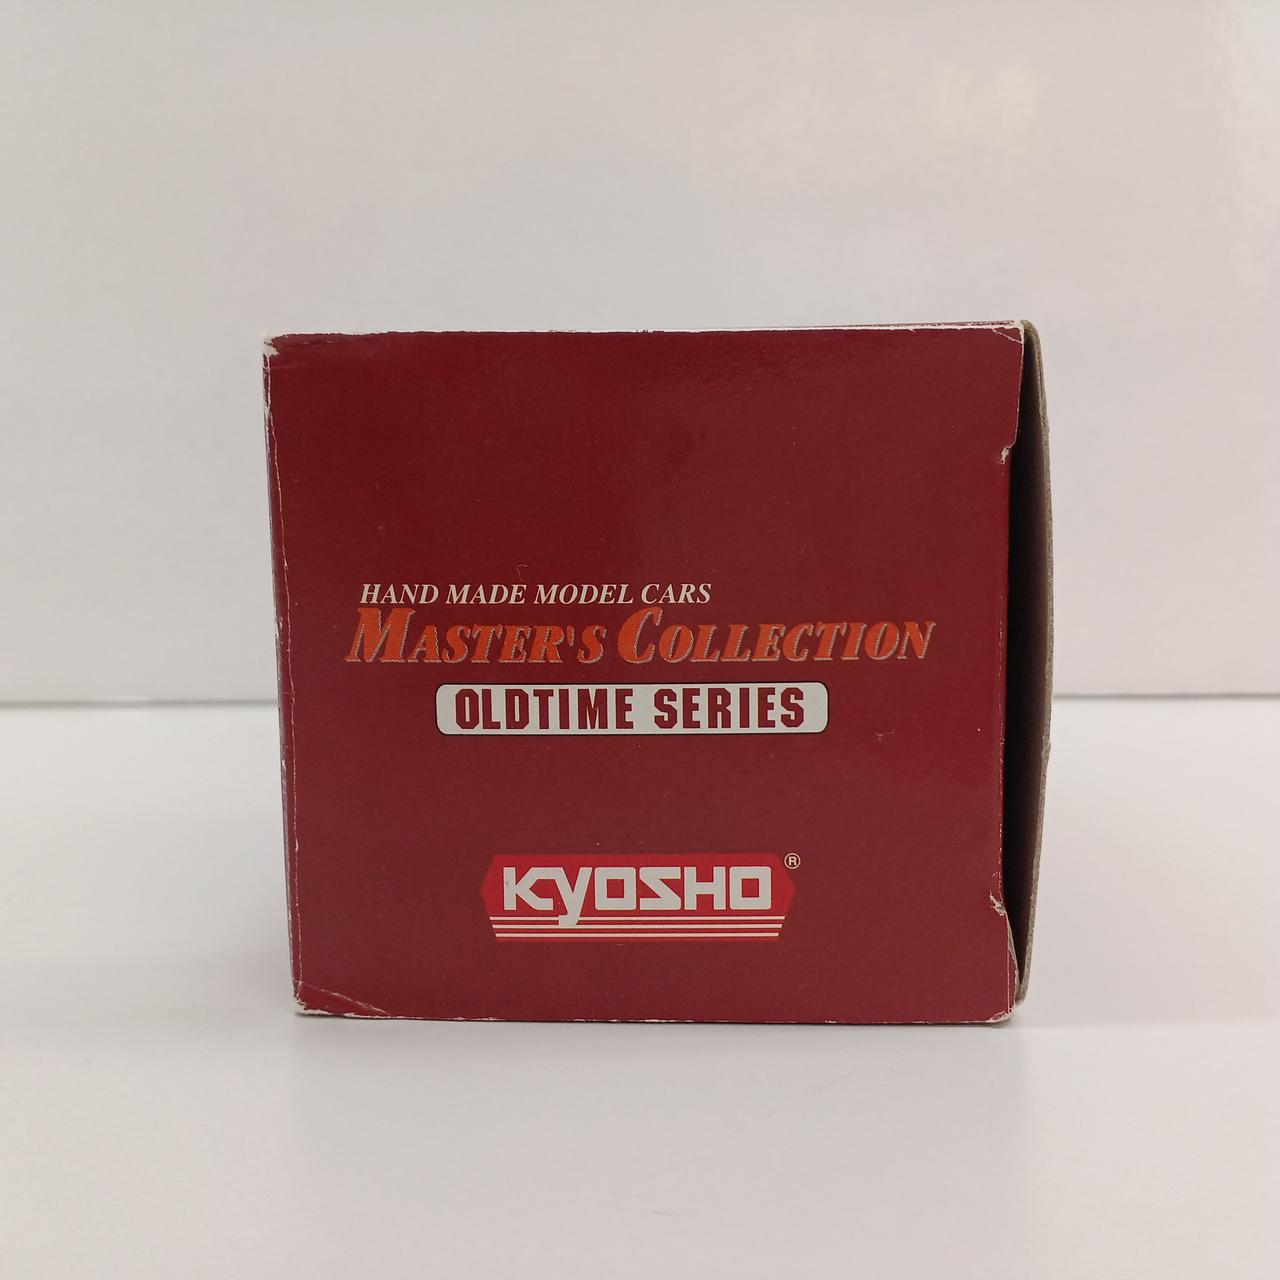 HAND MADE MODEL CARS
MASTER'S COLLECTION
OLDTIME SERIES
KYOSHO ®